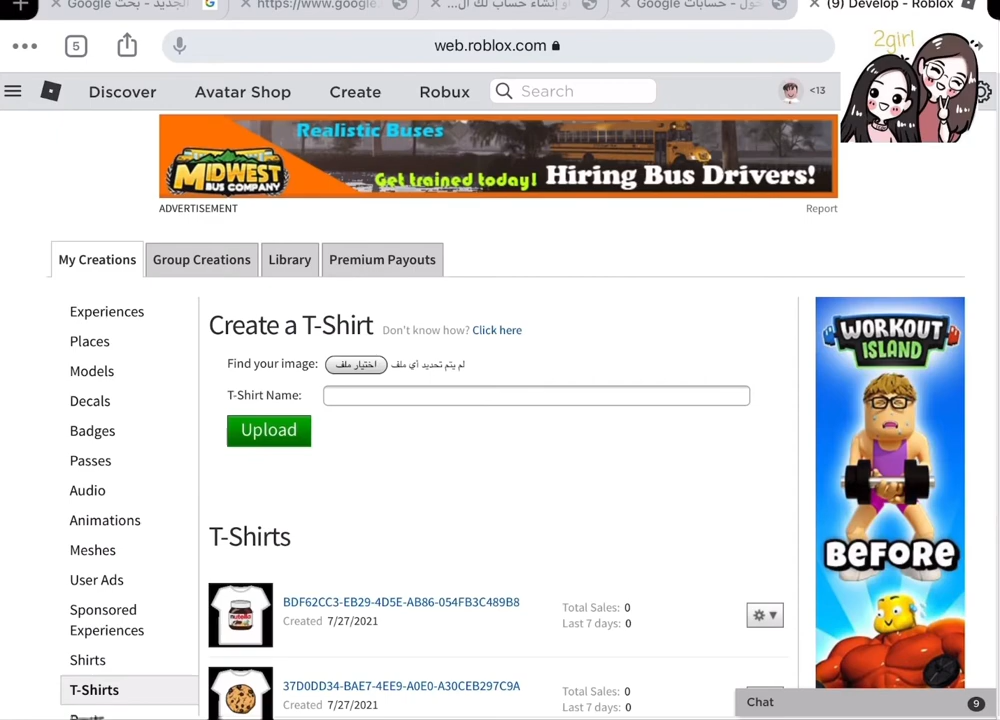 الجديد - بحث Google
https://www.google.
أو إنشاء حساب لك ال...
حسابات Google
(9) Develop - Roblox
5
web.roblox.com
2girl
Discover
Avatar Shop
Create
Robux
Search
<13
Realistic Buses
MIDWEST
BUS COMPANY
Get trained today!
Hiring Bus Drivers!
ADVERTISEMENT
Report
My Creations
Group Creations
Library
Premium Payouts
Experiences
Places
Models
Decals
Badges
Passes
Audio
Animations
Meshes
User Ads
Sponsored
Experiences
Shirts
T-Shirts
Create a T-Shirt Don't know how? Click here
Find your image: اختيار ملف لم يتم تحديد أي ملف
T-Shirt Name:
Upload
T-Shirts
nutella
BDF62CC3-EB29-4D5E-AB86-054FB3C489B8
Created 7/27/2021
Total Sales: 0
Last 7 days: 0
37D0DD34-BAE7-4EE9-A0E0-A30CEB297C9A
Created 7/27/2021
Total Sales: 0
Last 7 days: 0
WORKOUT
ISLAND
BEFORE
Chat
9